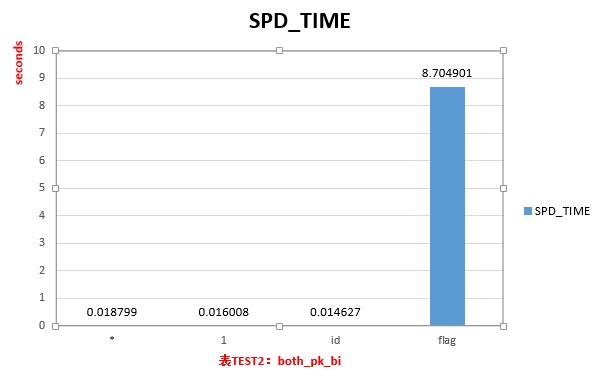 SPD_TIME
seconds
10
9
8
7
6
5
4
3
2
1
0
0.018799
0.016008
0.014627
8.704901
*
1
id
flag
表TEST2：both_pk_bi
SPD_TIME